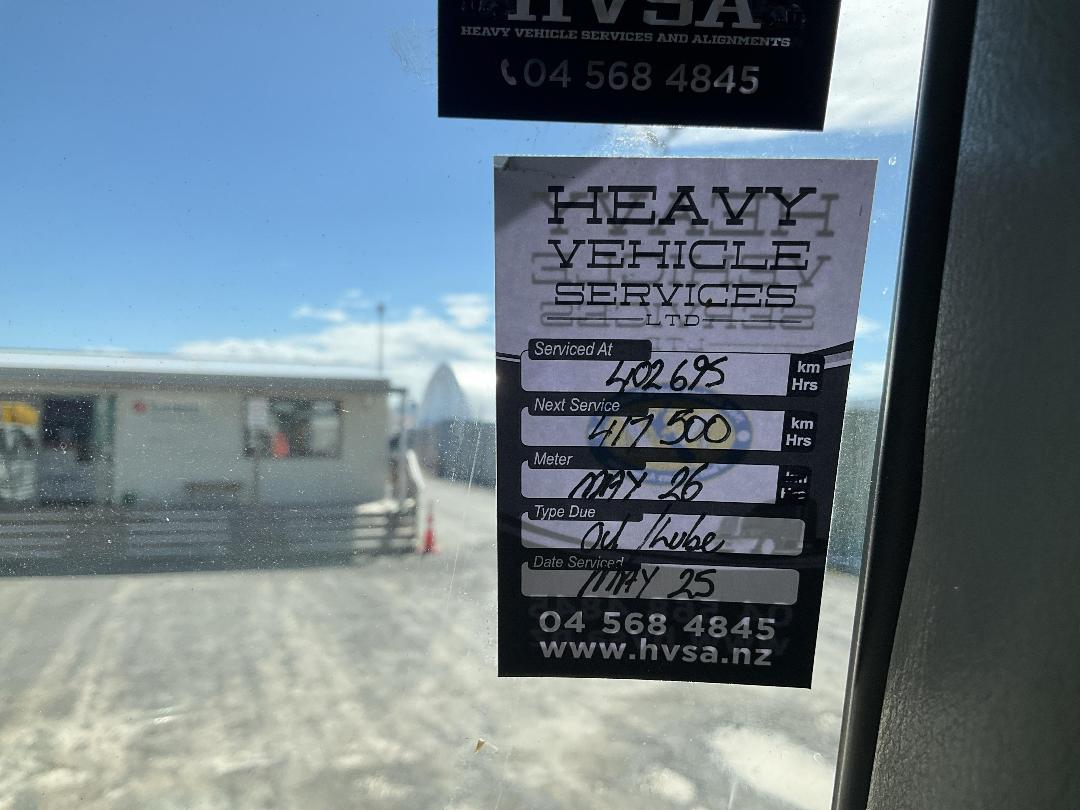 HVSA
HEAVY VEHICLE SERVICES AND ALIGNMENTS
04 568 4845
HEAVY
VEHICLE
SERVICES
LTD
Serviced At
402695
km
Hrs
Next Service
417500
km
Hrs
Meter
MAY 26
Type Due
Oil / Lube
Date Serviced
MAY 25
04 568 4845
www.hvsa.nz